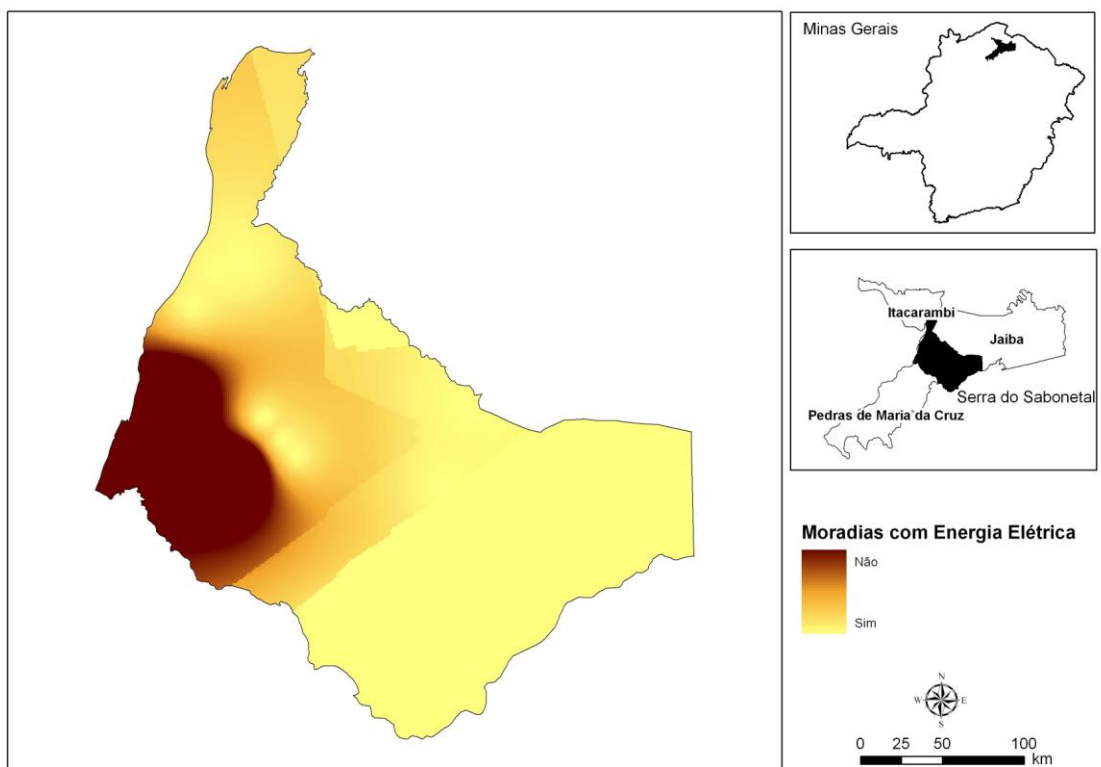 Minas Gerais
Itacarambi
Jaíba
Serra do Sabonetal
Pedras de Maria da Cruz
Moradias com Energia Elétrica
Não
Sim
N
W E
S
0 25 50 100
km